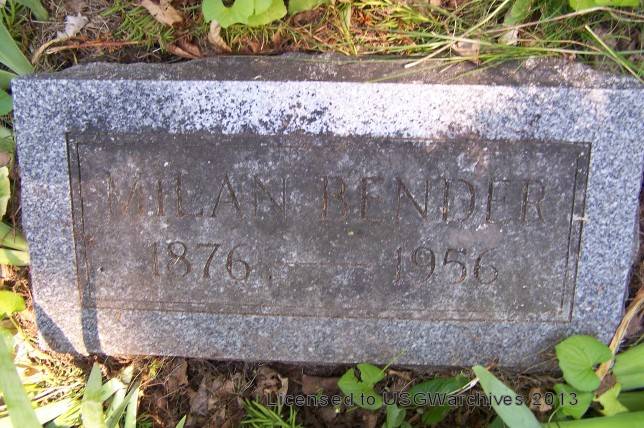 MILAN BENDER
1876 — 1956
Licensed to USGWarchives 2013